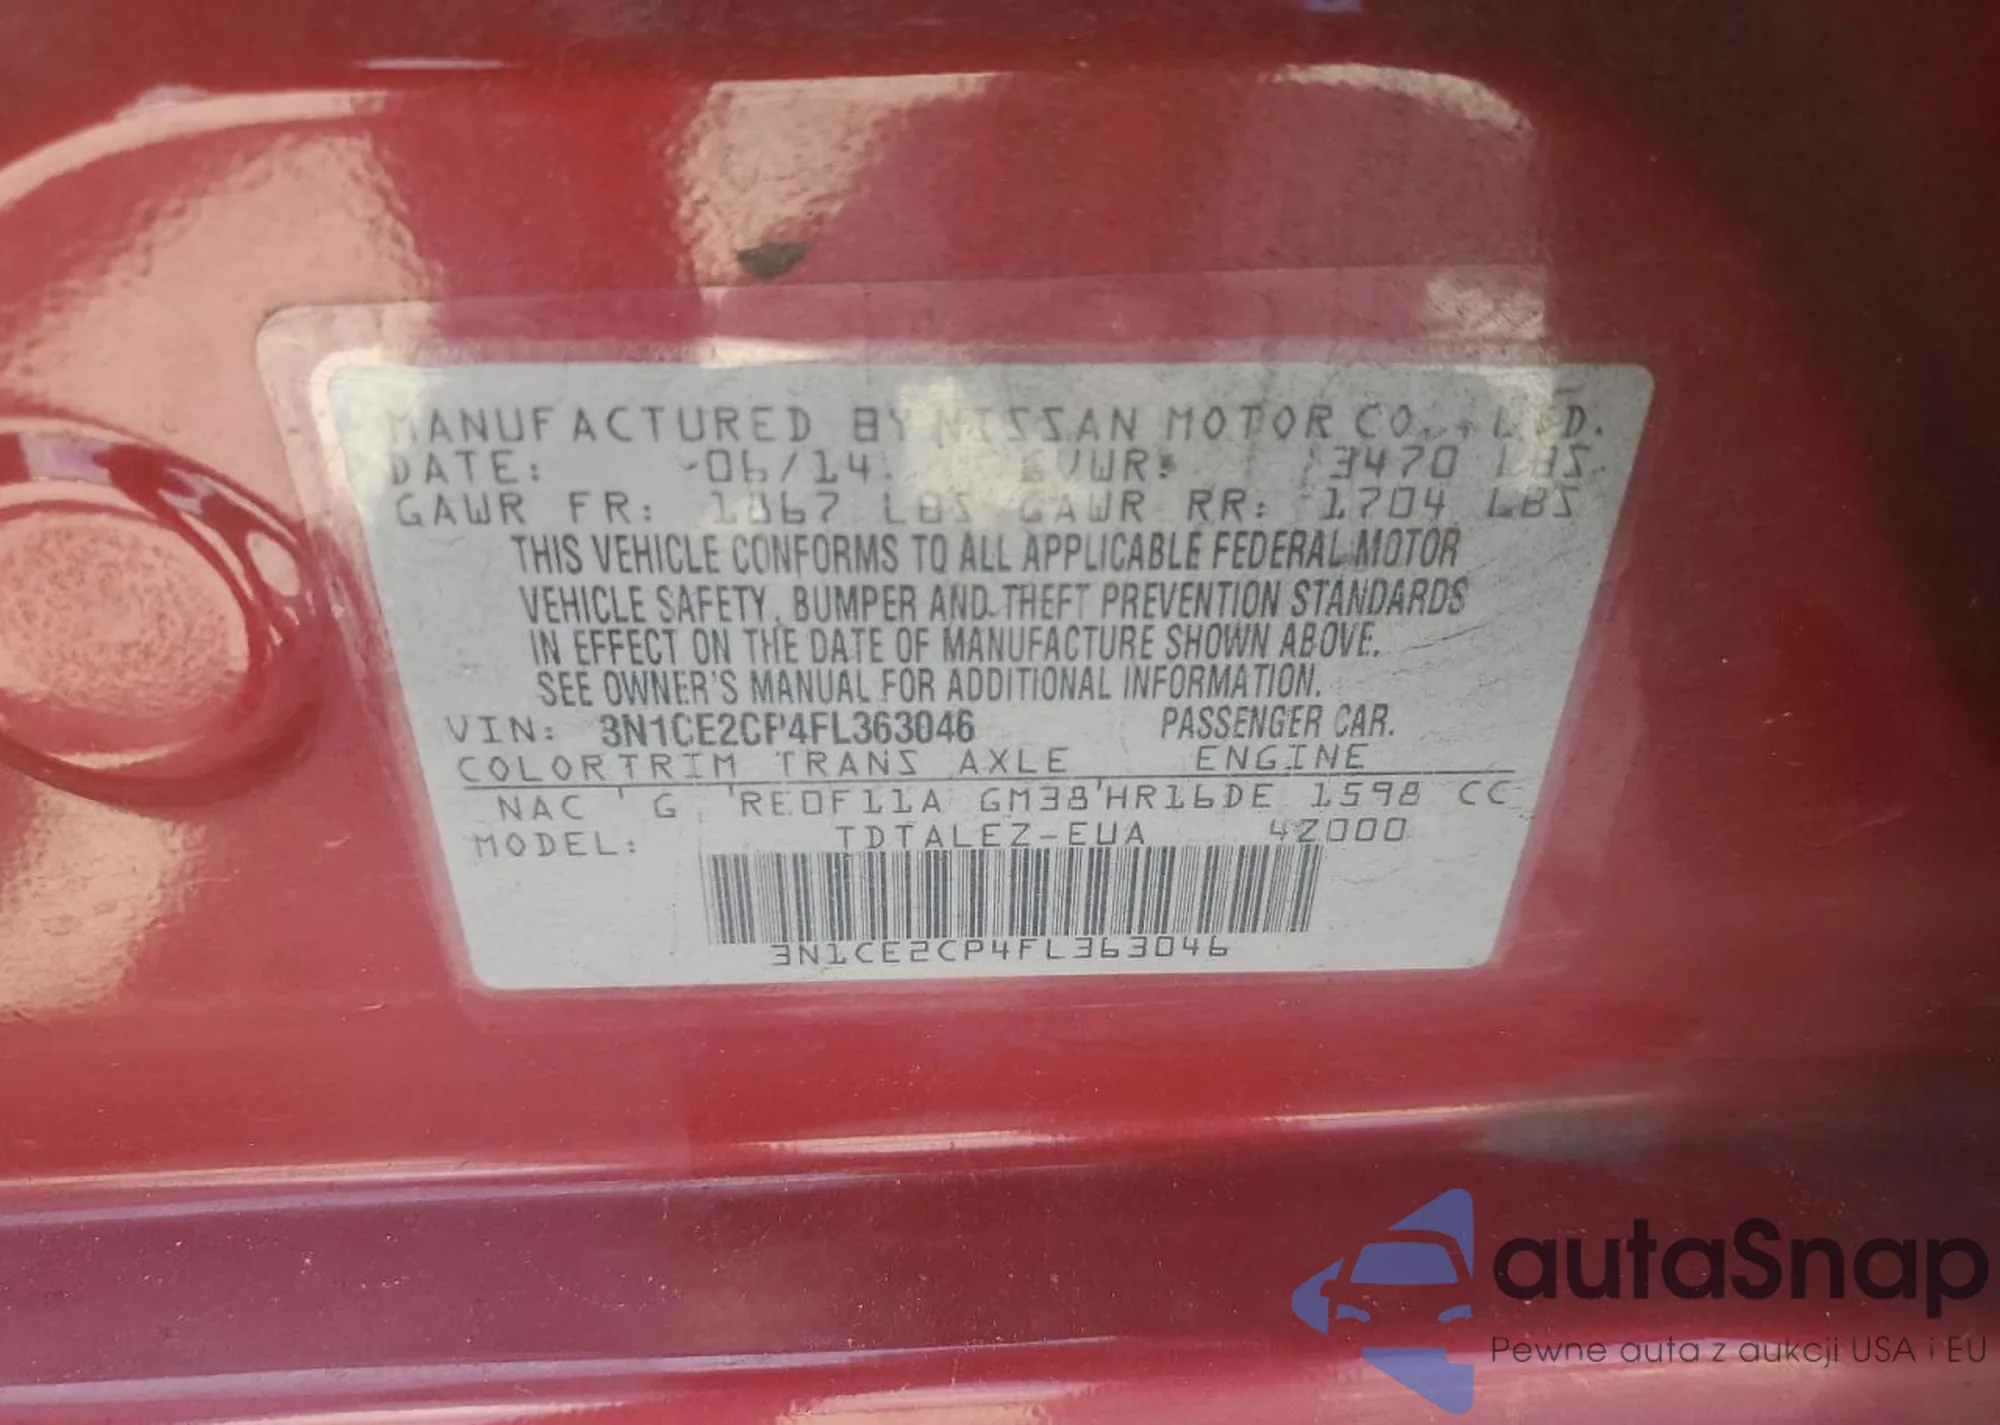 MANUFACTURED BY NISSAN MOTOR CO., LTD.
DATE: 06/14 GVWR: 3470 LBS
GAWR FR: 1867 LBS GAWR RR: 1704 LBS
THIS VEHICLE CONFORMS TO ALL APPLICABLE FEDERAL MOTOR
VEHICLE SAFETY, BUMPER AND THEFT PREVENTION STANDARDS
IN EFFECT ON THE DATE OF MANUFACTURE SHOWN ABOVE.
SEE OWNER'S MANUAL FOR ADDITIONAL INFORMATION.
VIN: 3N1CE2CP4FL363046 PASSENGER CAR.
COLOR TRIM TRANS AXLE ENGINE
NAC G RE0F11A GM38 HR16DE 1598 CC
MODEL: TDTALEZ-EUA 42000
3N1CE2CP4FL363046
autaSnap
Pewne auta z aukcji USA i EU